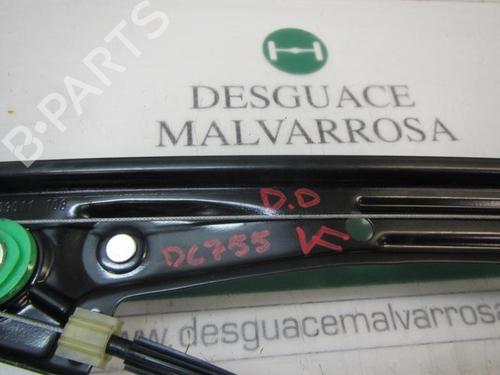 B-PARTS
DESGUACE
MALVARROSA
D.D
DC755 K
www.desguacemalvarrosa